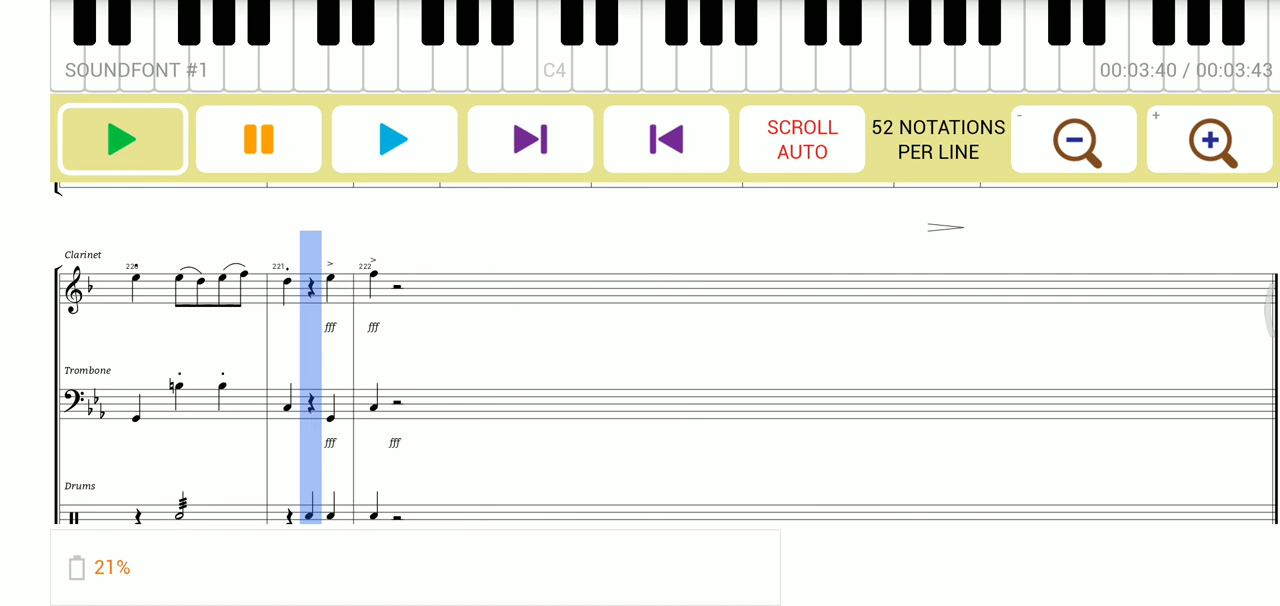 SOUNDFONT #1
C4
00:03:40 / 00:03:43
SCROLL
AUTO
52 NOTATIONS
PER LINE
-
+
Clarinet
220
221
222
fff
fff
Trombone
fff
fff
Drums
21%